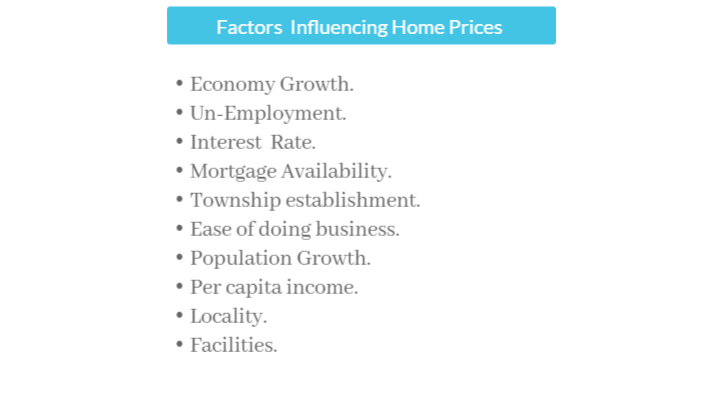 Factors Influencing Home Prices
• Economy Growth.
• Un-Employment.
• Interest Rate.
• Mortgage Availability.
• Township establishment.
• Ease of doing business.
• Population Growth.
• Per capita income.
• Locality.
• Facilities.